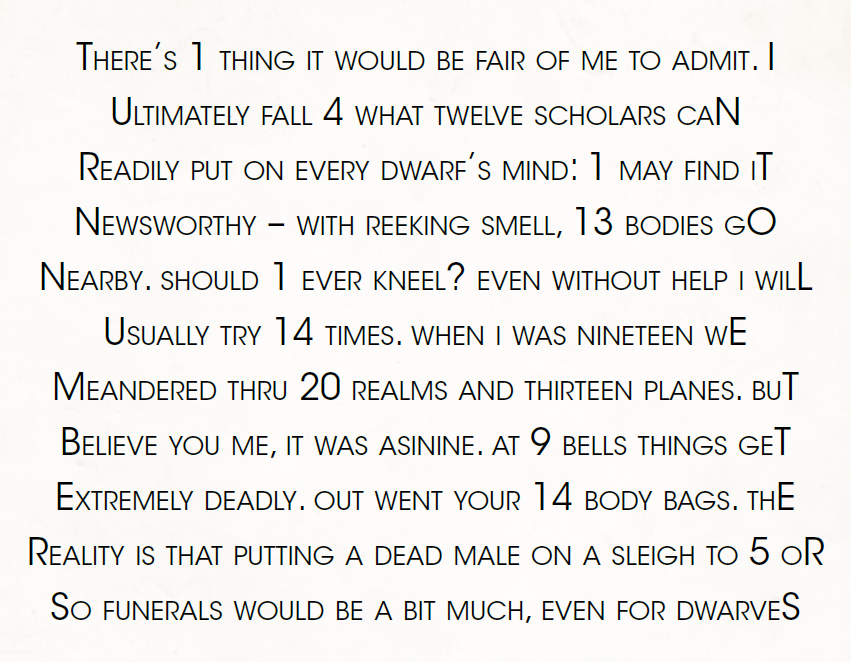 There's 1 thing it would be fair of me to admit. I
Ultimately fall 4 what twelve scholars caN
Readily put on every dwarf's mind: 1 may find iT
Newsworthy – with reeking smell, 13 bodies gO
Nearby. should 1 ever kneel? even without help i wilL
Usually try 14 times. when i was nineteen wE
Meandered thru 20 realms and thirteen planes. buT
Believe you me, it was asinine. at 9 bells things geT
Extremely deadly. out went your 14 body bags. thE
Reality is that putting a dead male on a sleigh to 5 oR
So funerals would be a bit much, even for dwarveS